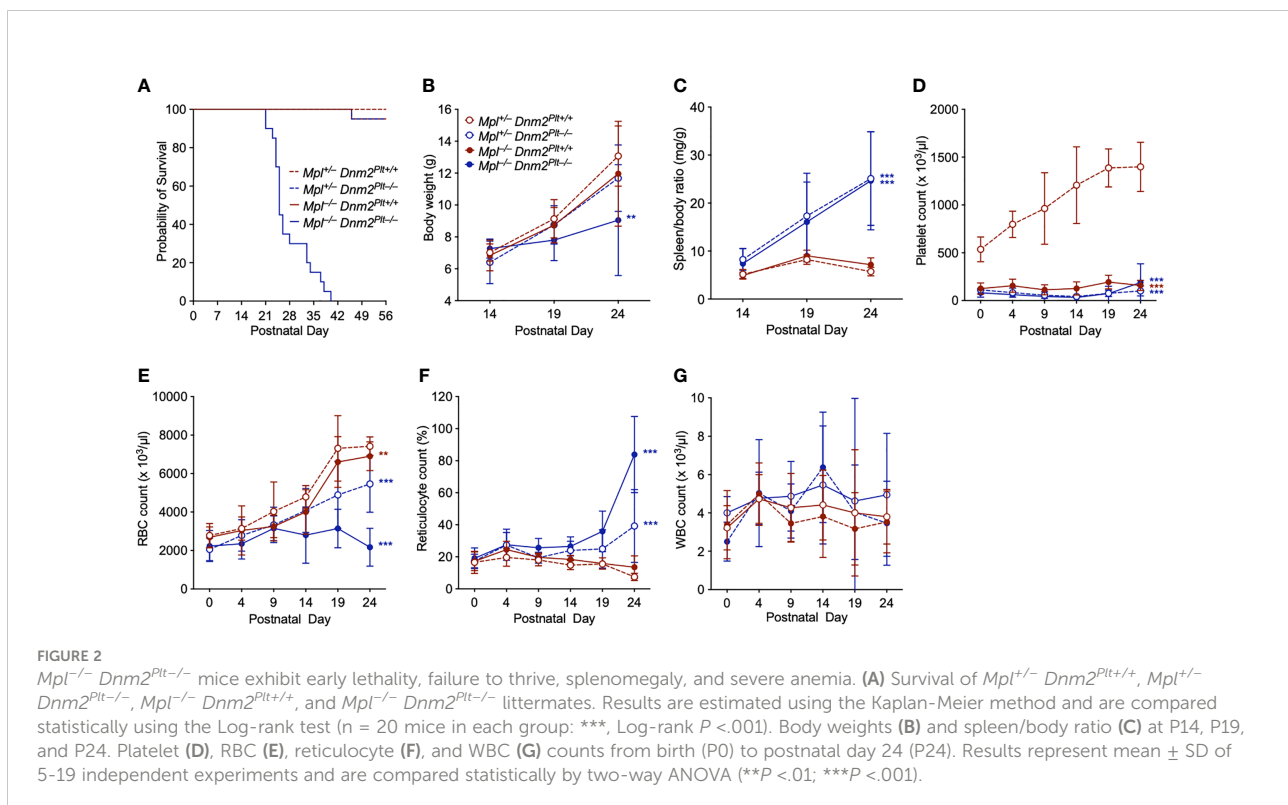 A
Probability of Survival
100
80
60
40
20
0
Mpl+/– Dnm2Plt+/+
Mpl+/– Dnm2Plt–/–
Mpl–/– Dnm2Plt+/+
Mpl–/– Dnm2Plt–/–
0 7 14 21 28 35 42 49 56
Postnatal Day
B
Body weight (g)
16
14
12
10
8
6
4
Mpl+/– Dnm2Plt+/+
Mpl+/– Dnm2Plt–/–
Mpl–/– Dnm2Plt+/+
Mpl–/– Dnm2Plt–/–
**
14 19 24
Postnatal Day
C
Spleen/body ratio (mg/g)
40
30
20
10
0
***
***
14 19 24
Postnatal Day
D
Platelet count (x 10³/µl)
2000
1500
1000
500
0
***
***
***
0 4 9 14 19 24
Postnatal Day
E
RBC count (x 10³/µl)
10000
8000
6000
4000
2000
0
**
***
***
0 4 9 14 19 24
Postnatal Day
F
Reticulocyte count (%)
120
100
80
60
40
20
0
***
***
0 4 9 14 19 24
Postnatal Day
G
WBC count (x 10³/µl)
10
8
6
4
2
0
0 4 9 14 19 24
Postnatal Day
FIGURE 2
Mpl−/− Dnm2Plt−/− mice exhibit early lethality, failure to thrive, splenomegaly, and severe anemia. (A) Survival of Mpl+/− Dnm2Plt+/+, Mpl+/−
Dnm2Plt−/−, Mpl−/− Dnm2Plt+/+, and Mpl−/− Dnm2Plt−/− littermates. Results are estimated using the Kaplan-Meier method and are compared
statistically using the Log-rank test (n = 20 mice in each group: ***, Log-rank P <.001). Body weights (B) and spleen/body ratio (C) at P14, P19,
and P24. Platelet (D), RBC (E), reticulocyte (F), and WBC (G) counts from birth (P0) to postnatal day 24 (P24). Results represent mean ± SD of
5-19 independent experiments and are compared statistically by two-way ANOVA (**P <.01; ***P <.001).